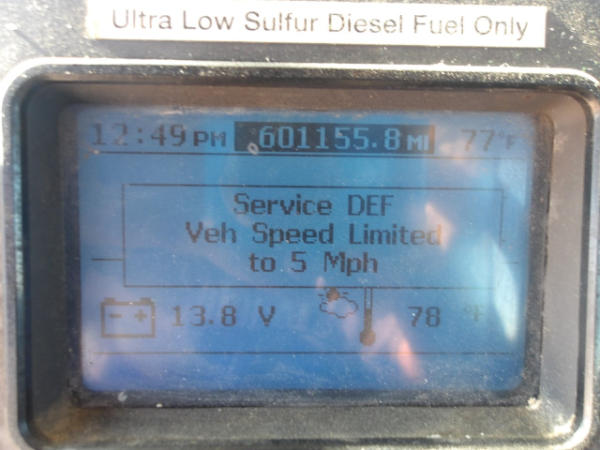 Ultra Low Sulfur Diesel Fuel Only
12:49 PM 601155.8 MI 77°F
Service DEF
Veh Speed Limited
to 5 Mph
- + 13.8 V 78 °F